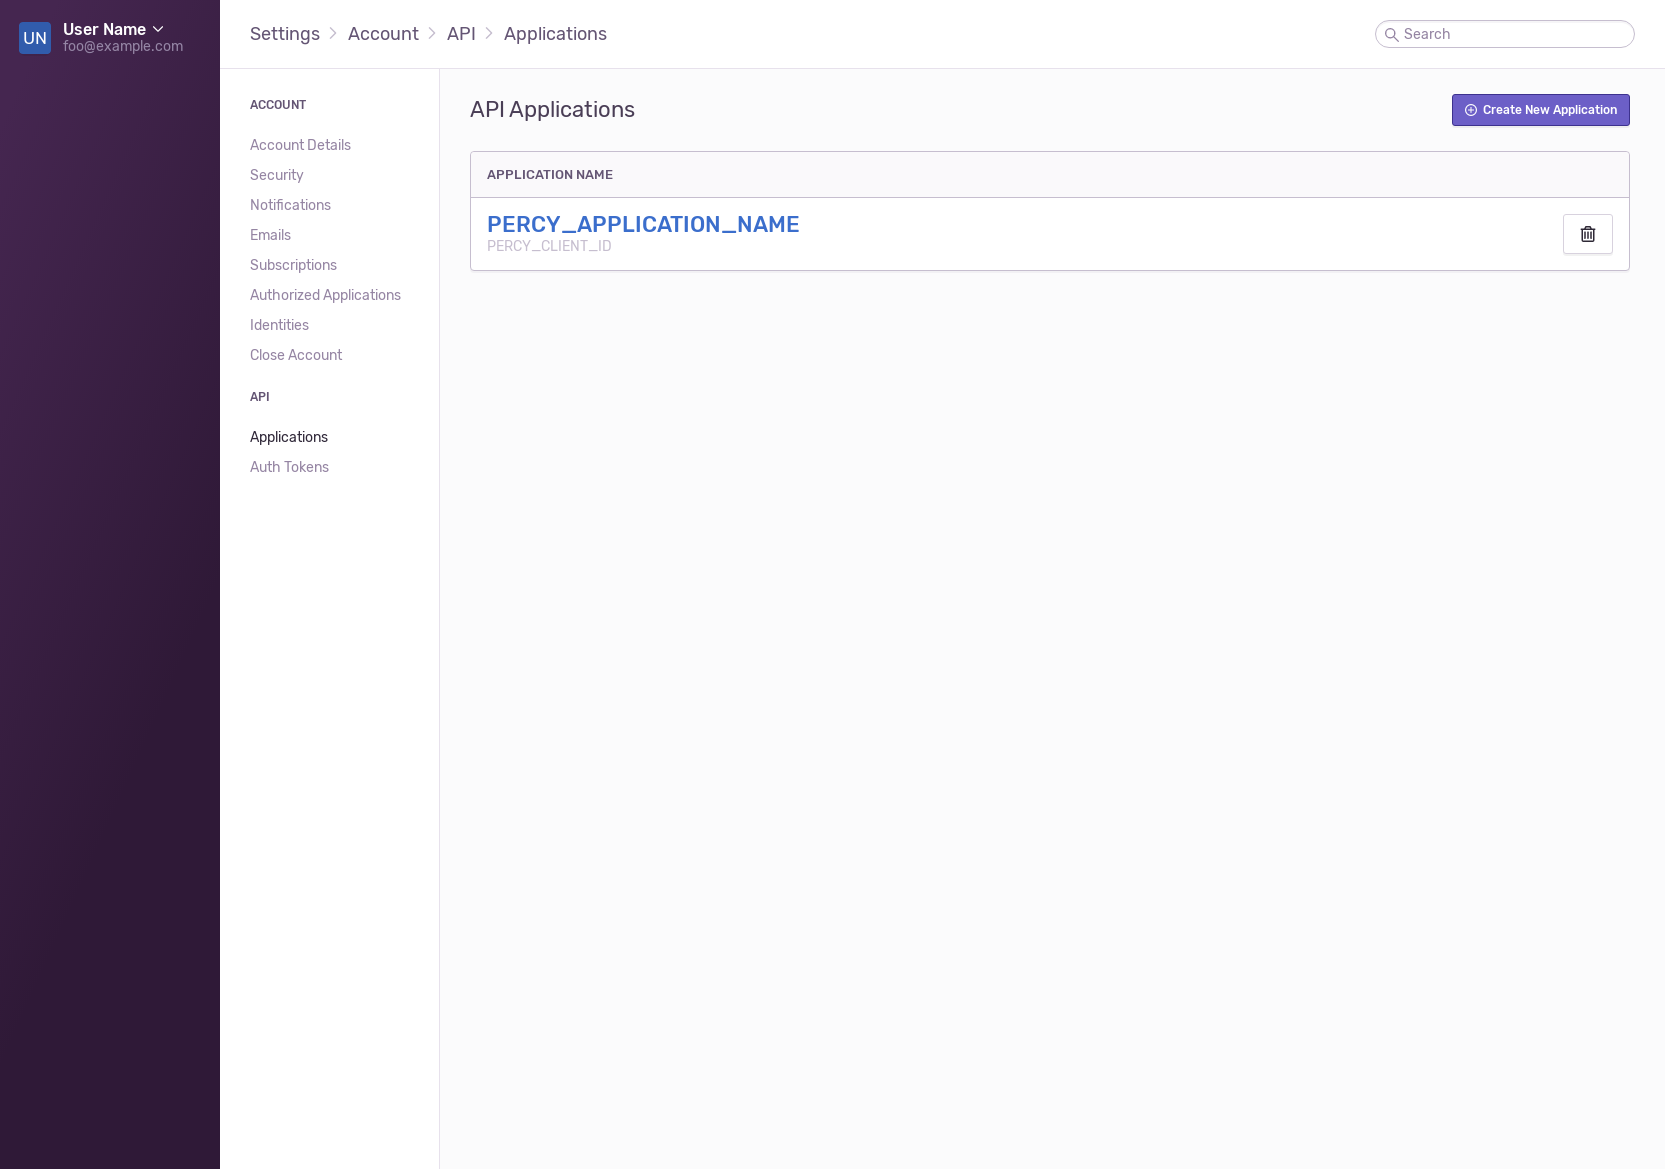 UN
User Name
foo@example.com
Settings
Account
API
Applications
Search
ACCOUNT
Account Details
Security
Notifications
Emails
Subscriptions
Authorized Applications
Identities
Close Account
API
Applications
Auth Tokens
API Applications
Create New Application
APPLICATION NAME
PERCY_APPLICATION_NAME
PERCY_CLIENT_ID